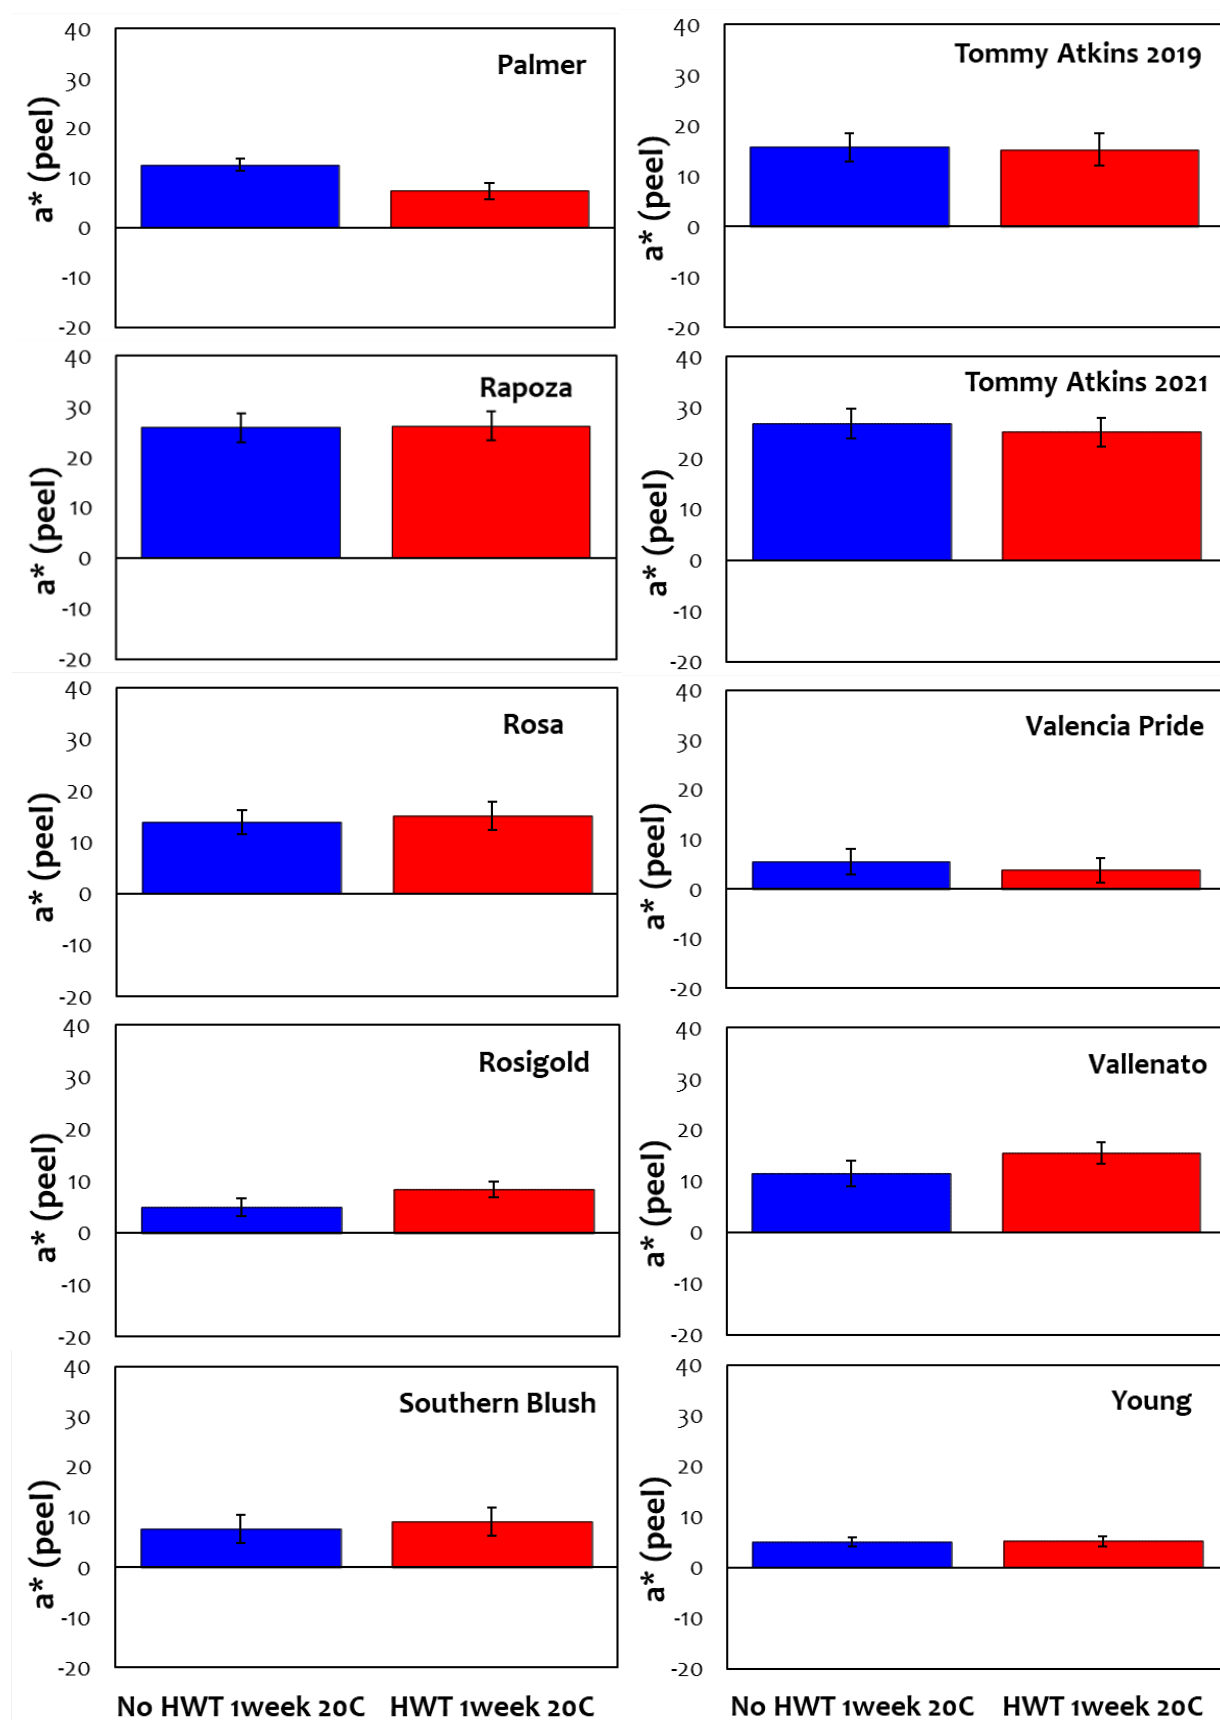 40
30
20
10
0
-10
-20
a* (peel)
Palmer
40
30
20
10
0
-10
-20
a* (peel)
Tommy Atkins 2019
40
30
20
10
0
-10
-20
a* (peel)
Rapoza
40
30
20
10
0
-10
-20
a* (peel)
Tommy Atkins 2021
40
30
20
10
0
-10
-20
a* (peel)
Rosa
40
30
20
10
0
-10
-20
a* (peel)
Valencia Pride
40
30
20
10
0
-10
-20
a* (peel)
Rosigold
40
30
20
10
0
-10
-20
a* (peel)
Vallenato
40
30
20
10
0
-10
-20
a* (peel)
Southern Blush
40
30
20
10
0
-10
-20
a* (peel)
Young
No HWT 1week 20C
HWT 1week 20C
No HWT 1week 20C
HWT 1week 20C